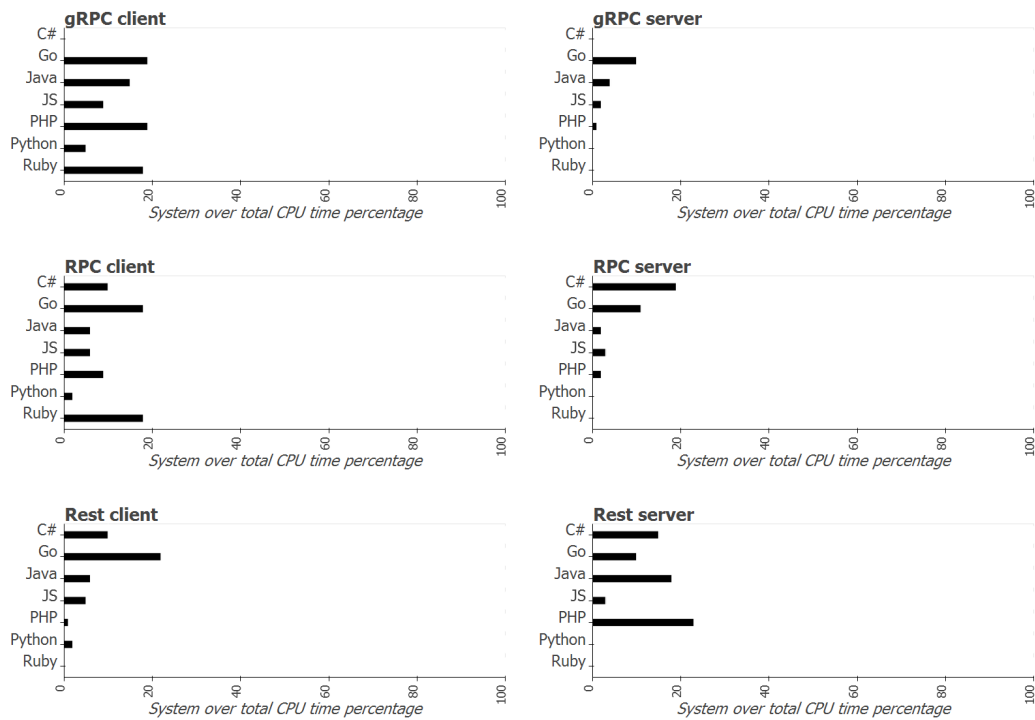 gRPC client
C#
Go
Java
JS
PHP
Python
Ruby
0 20 40 60 80 100
System over total CPU time percentage
gRPC server
C#
Go
Java
JS
PHP
Python
Ruby
0 20 40 60 80 100
System over total CPU time percentage
RPC client
C#
Go
Java
JS
PHP
Python
Ruby
0 20 40 60 80 100
System over total CPU time percentage
RPC server
C#
Go
Java
JS
PHP
Python
Ruby
0 20 40 60 80 100
System over total CPU time percentage
Rest client
C#
Go
Java
JS
PHP
Python
Ruby
0 20 40 60 80 100
System over total CPU time percentage
Rest server
C#
Go
Java
JS
PHP
Python
Ruby
0 20 40 60 80 100
System over total CPU time percentage